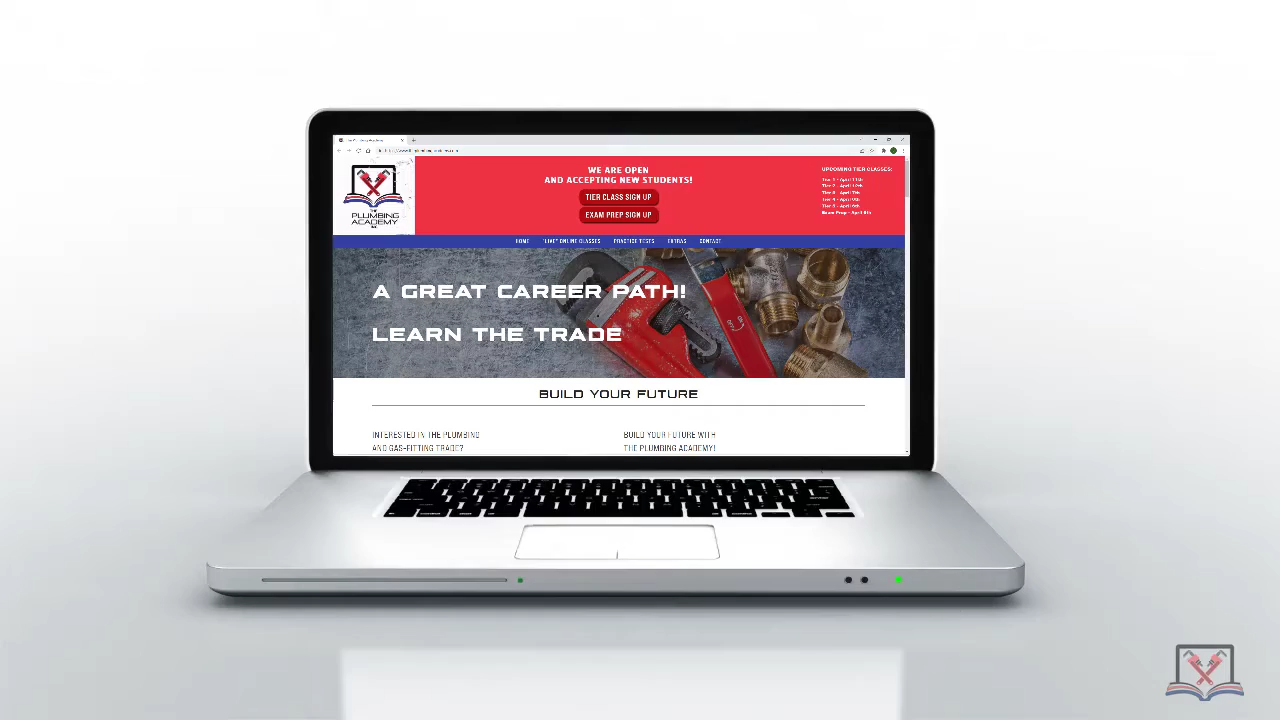 THE
PLUMBING
ACADEMY
INC
WE ARE OPEN
AND ACCEPTING NEW STUDENTS!
TIER CLASS SIGN UP
EXAM PREP SIGN UP
UPCOMING TIER CLASSES:
HOME "LIVE" ONLINE CLASSES PRACTICE TESTS EXTRAS CONTACT
A GREAT CAREER PATH!
LEARN THE TRADE
BUILD YOUR FUTURE
INTERESTED IN THE PLUMBING
AND GAS-FITTING TRADE?
BUILD YOUR FUTURE WITH
THE PLUMBING ACADEMY!